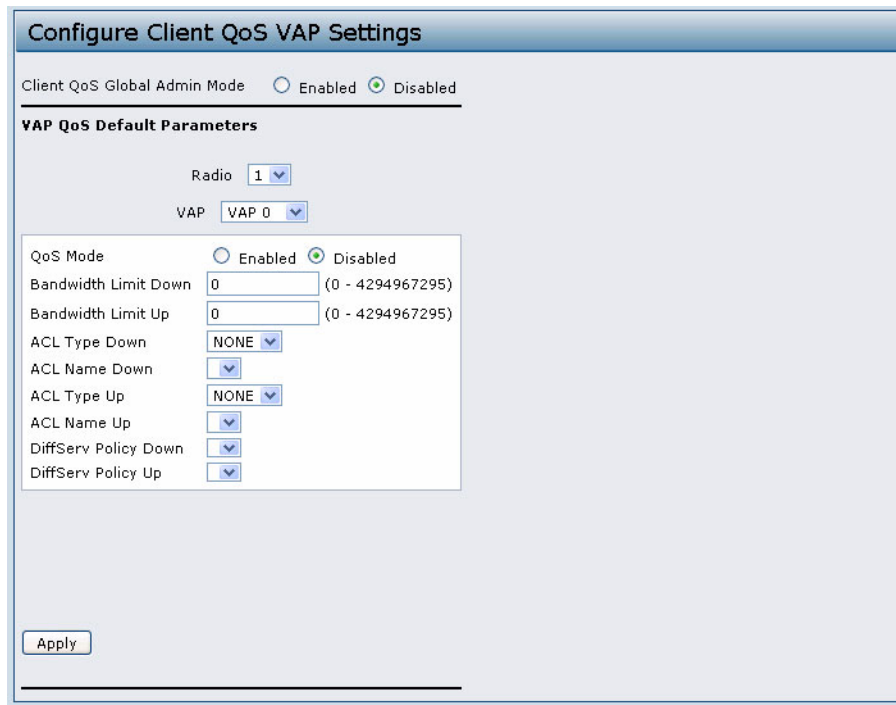 Configure Client QoS VAP Settings
Client QoS Global Admin Mode Enabled Disabled
VAP QoS Default Parameters
Radio 1
VAP VAP 0
QoS Mode Enabled Disabled
Bandwidth Limit Down 0 (0 - 4294967295)
Bandwidth Limit Up 0 (0 - 4294967295)
ACL Type Down NONE
ACL Name Down
ACL Type Up NONE
ACL Name Up
DiffServ Policy Down
DiffServ Policy Up
Apply